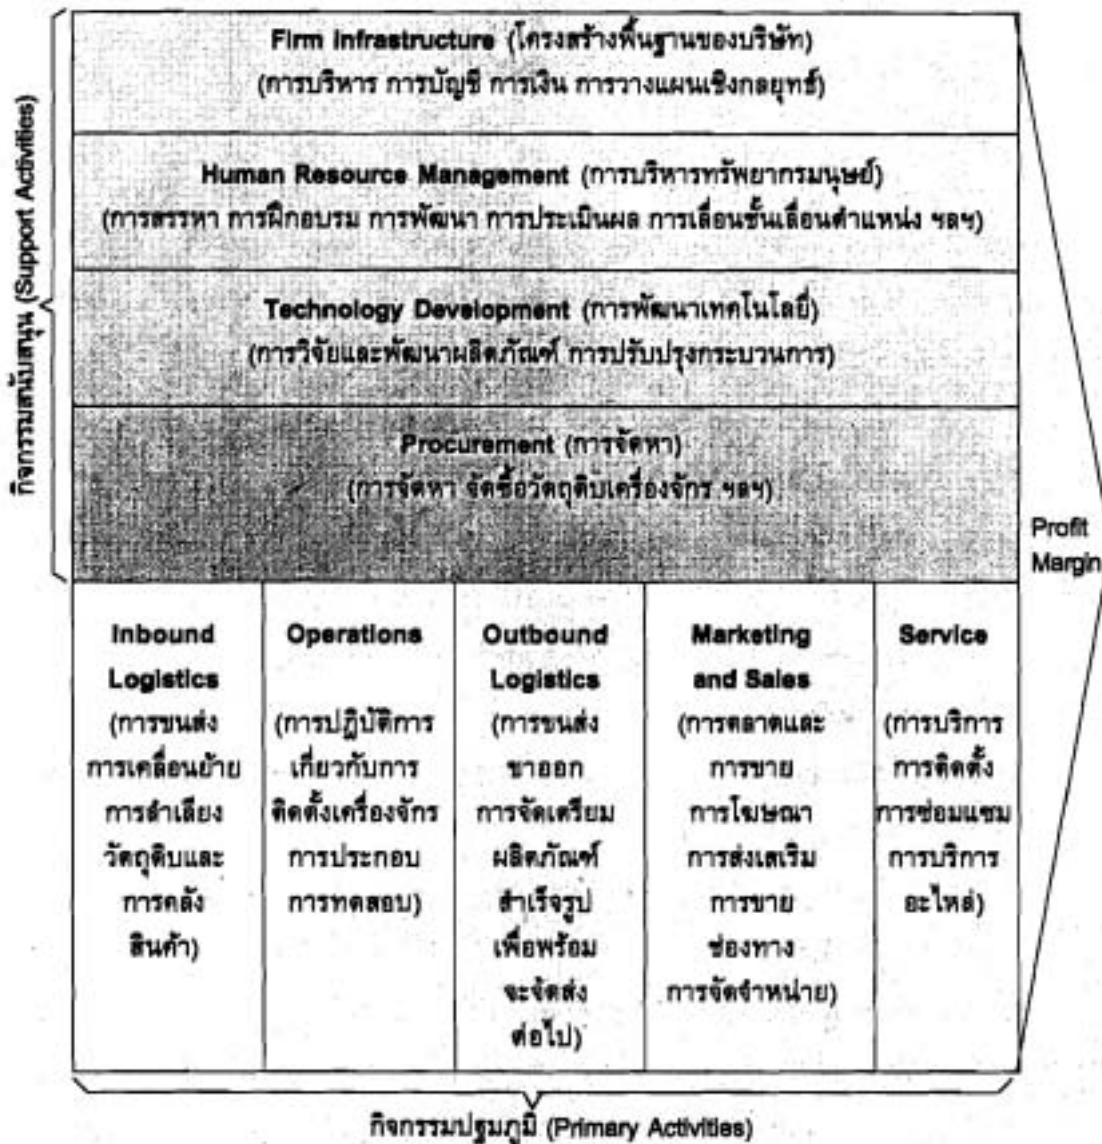 Firm Infrastructure (โครงสร้างพื้นฐานของบริษัท)
(การบริหาร การบัญชี การเงิน การวางแผนเชิงกลยุทธ์)
Human Resource Management (การบริหารทรัพยากรมนุษย์)
(การสรรหา การฝึกอบรม การพัฒนา การประเมินผล การเลื่อนชั้นเลื่อนตำแหน่ง ฯลฯ)
Technology Development (การพัฒนาเทคโนโลยี่)
(การวิจัยและพัฒนาผลิตภัณฑ์ การปรับปรุงกระบวนการ)
Procurement (การจัดหา)
(การจัดหา จัดซื้อวัตถุดิบเครื่องจักร ฯลฯ)
กิจกรรมสนับสนุน (Support Activities)
Profit
Margin
Inbound
Logistics
(การขนส่ง
การเคลื่อนย้าย
การลำเลียง
วัตถุดิบและ
การคลัง
สินค้า)
Operations
(การปฏิบัติการ
เกี่ยวกับการ
ติดตั้งเครื่องจักร
การประกอบ
การทดสอบ)
Outbound
Logistics
(การขนส่ง
ขาออก
การจัดเตรียม
ผลิตภัณฑ์
สำเร็จรูป
เพื่อพร้อม
จะจัดส่ง
ต่อไป)
Marketing
and Sales
(การตลาดและ
การขาย
การโฆษณา
การส่งเสริม
การขาย
ช่องทาง
การจัดจำหน่าย)
Service
(การบริการ
การติดตั้ง
การซ่อมแซม
การบริการ
อะไหล่)
กิจกรรมปฐมภูมิ (Primary Activities)